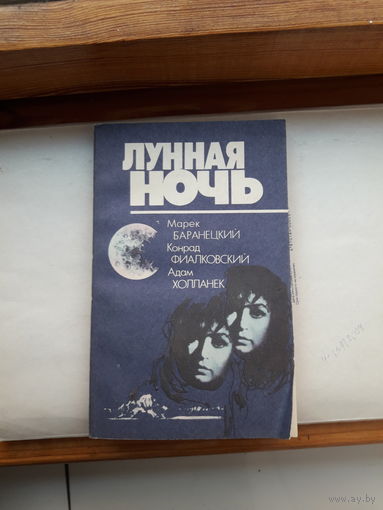 ЛУННАЯ
НОЧЬ
Марек
БАРАНЕЦКИЙ
Конрад
ФИАЛКОВСКИЙ
Адам
ХОЛЛАНЕК
www.ay.by